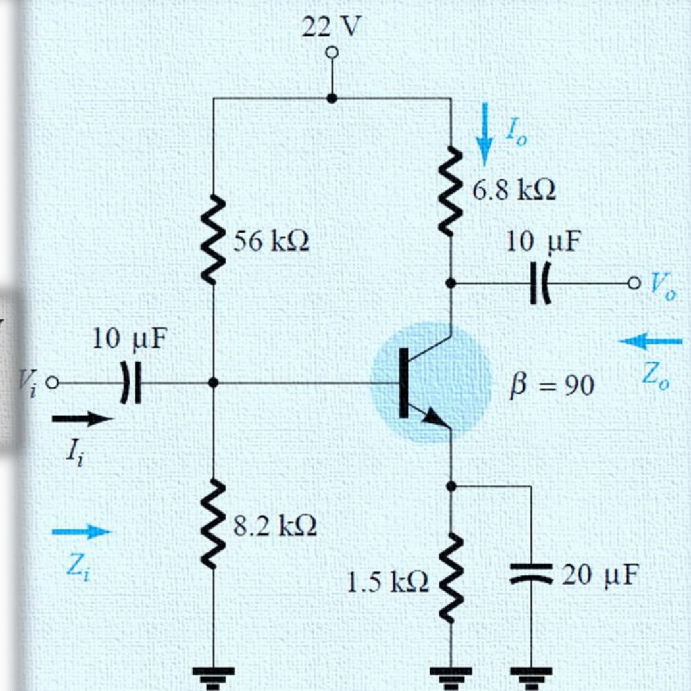 22 V
I_o
6.8 kΩ
56 kΩ
10 μF
V_o
10 μF
Z_o
V_i
β = 90
I_i
8.2 kΩ
Z_i
1.5 kΩ
20 μF